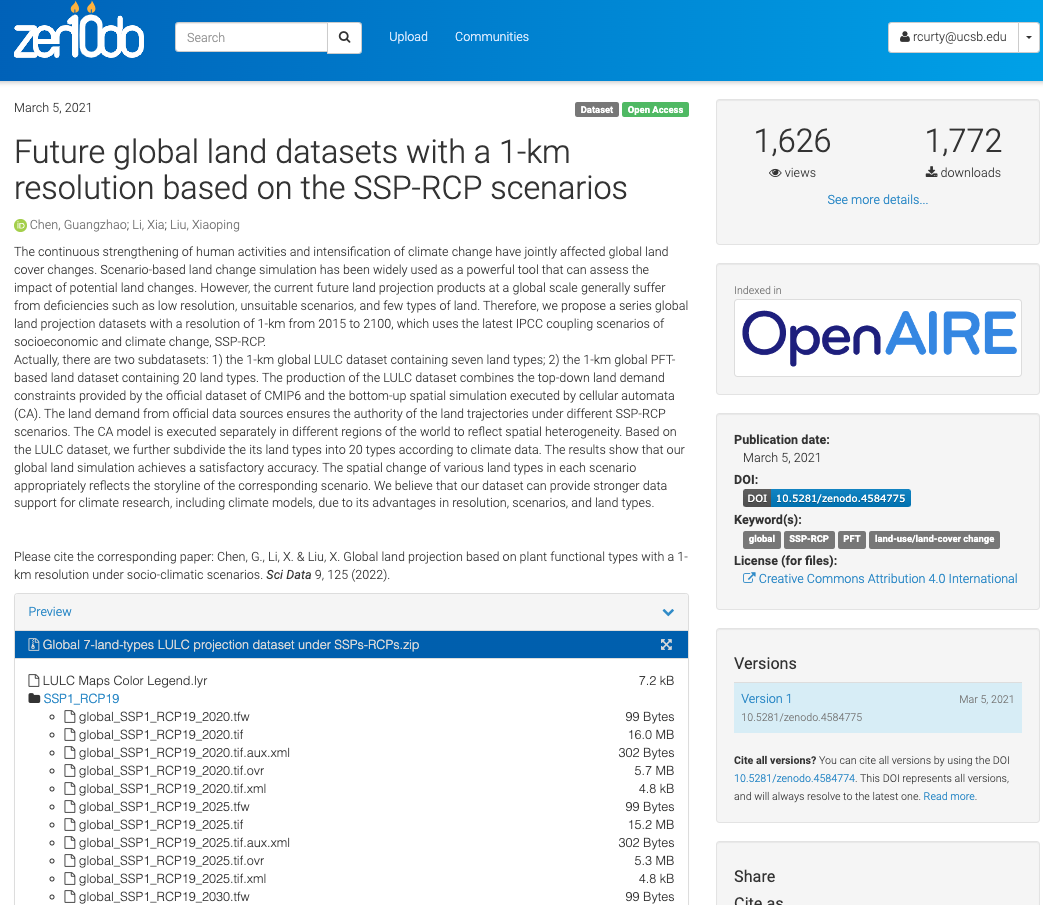 zen10do
Search
Upload
Communities
rcurty@ucsb.edu
March 5, 2021
Dataset
Open Access
Future global land datasets with a 1-km
resolution based on the SSP-RCP scenarios
iD Chen, Guangzhao; Li, Xia; Liu, Xiaoping
The continuous strengthening of human activities and intensification of climate change have jointly affected global land
cover changes. Scenario-based land change simulation has been widely used as a powerful tool that can assess the
impact of potential land changes. However, the current future land projection products at a global scale generally suffer
from deficiencies such as low resolution, unsuitable scenarios, and few types of land. Therefore, we propose a series global
land projection datasets with a resolution of 1-km from 2015 to 2100, which uses the latest IPCC coupling scenarios of
socioeconomic and climate change, SSP-RCP.
Actually, there are two subdatasets: 1) the 1-km global LULC dataset containing seven land types; 2) the 1-km global PFT-
based land dataset containing 20 land types. The production of the LULC dataset combines the top-down land demand
constraints provided by the official dataset of CMIP6 and the bottom-up spatial simulation executed by cellular automata
(CA). The land demand from official data sources ensures the authority of the land trajectories under different SSP-RCP
scenarios. The CA model is executed separately in different regions of the world to reflect spatial heterogeneity. Based on
the LULC dataset, we further subdivide the its land types into 20 types according to climate data. The results show that our
global land simulation achieves a satisfactory accuracy. The spatial change of various land types in each scenario
appropriately reflects the storyline of the corresponding scenario. We believe that our dataset can provide stronger data
support for climate research, including climate models, due to its advantages in resolution, scenarios, and land types.
Please cite the corresponding paper: Chen, G., Li, X. & Liu, X. Global land projection based on plant functional types with a 1-
km resolution under socio-climatic scenarios. Sci Data 9, 125 (2022).
Preview
Global 7-land-types LULC projection dataset under SSPs-RCPs.zip
LULC Maps Color Legend.lyr 7.2 kB
SSP1_RCP19
global_SSP1_RCP19_2020.tfw 99 Bytes
global_SSP1_RCP19_2020.tif 16.0 MB
global_SSP1_RCP19_2020.tif.aux.xml 302 Bytes
global_SSP1_RCP19_2020.tif.ovr 5.7 MB
global_SSP1_RCP19_2020.tif.xml 4.8 kB
global_SSP1_RCP19_2025.tfw 99 Bytes
global_SSP1_RCP19_2025.tif 15.2 MB
global_SSP1_RCP19_2025.tif.aux.xml 302 Bytes
global_SSP1_RCP19_2025.tif.ovr 5.3 MB
global_SSP1_RCP19_2025.tif.xml 4.8 kB
global_SSP1_RCP19_2030.tfw 99 Bytes
1,626 1,772
views downloads
See more details...
Indexed in
OpenAIRE
Publication date:
March 5, 2021
DOI:
DOI 10.5281/zenodo.4584775
Keyword(s):
global SSP-RCP PFT land-use/land-cover change
License (for files):
Creative Commons Attribution 4.0 International
Versions
Version 1 Mar 5, 2021
10.5281/zenodo.4584775
Cite all versions? You can cite all versions by using the DOI
10.5281/zenodo.4584774. This DOI represents all versions,
and will always resolve to the latest one. Read more.
Share
Cite as